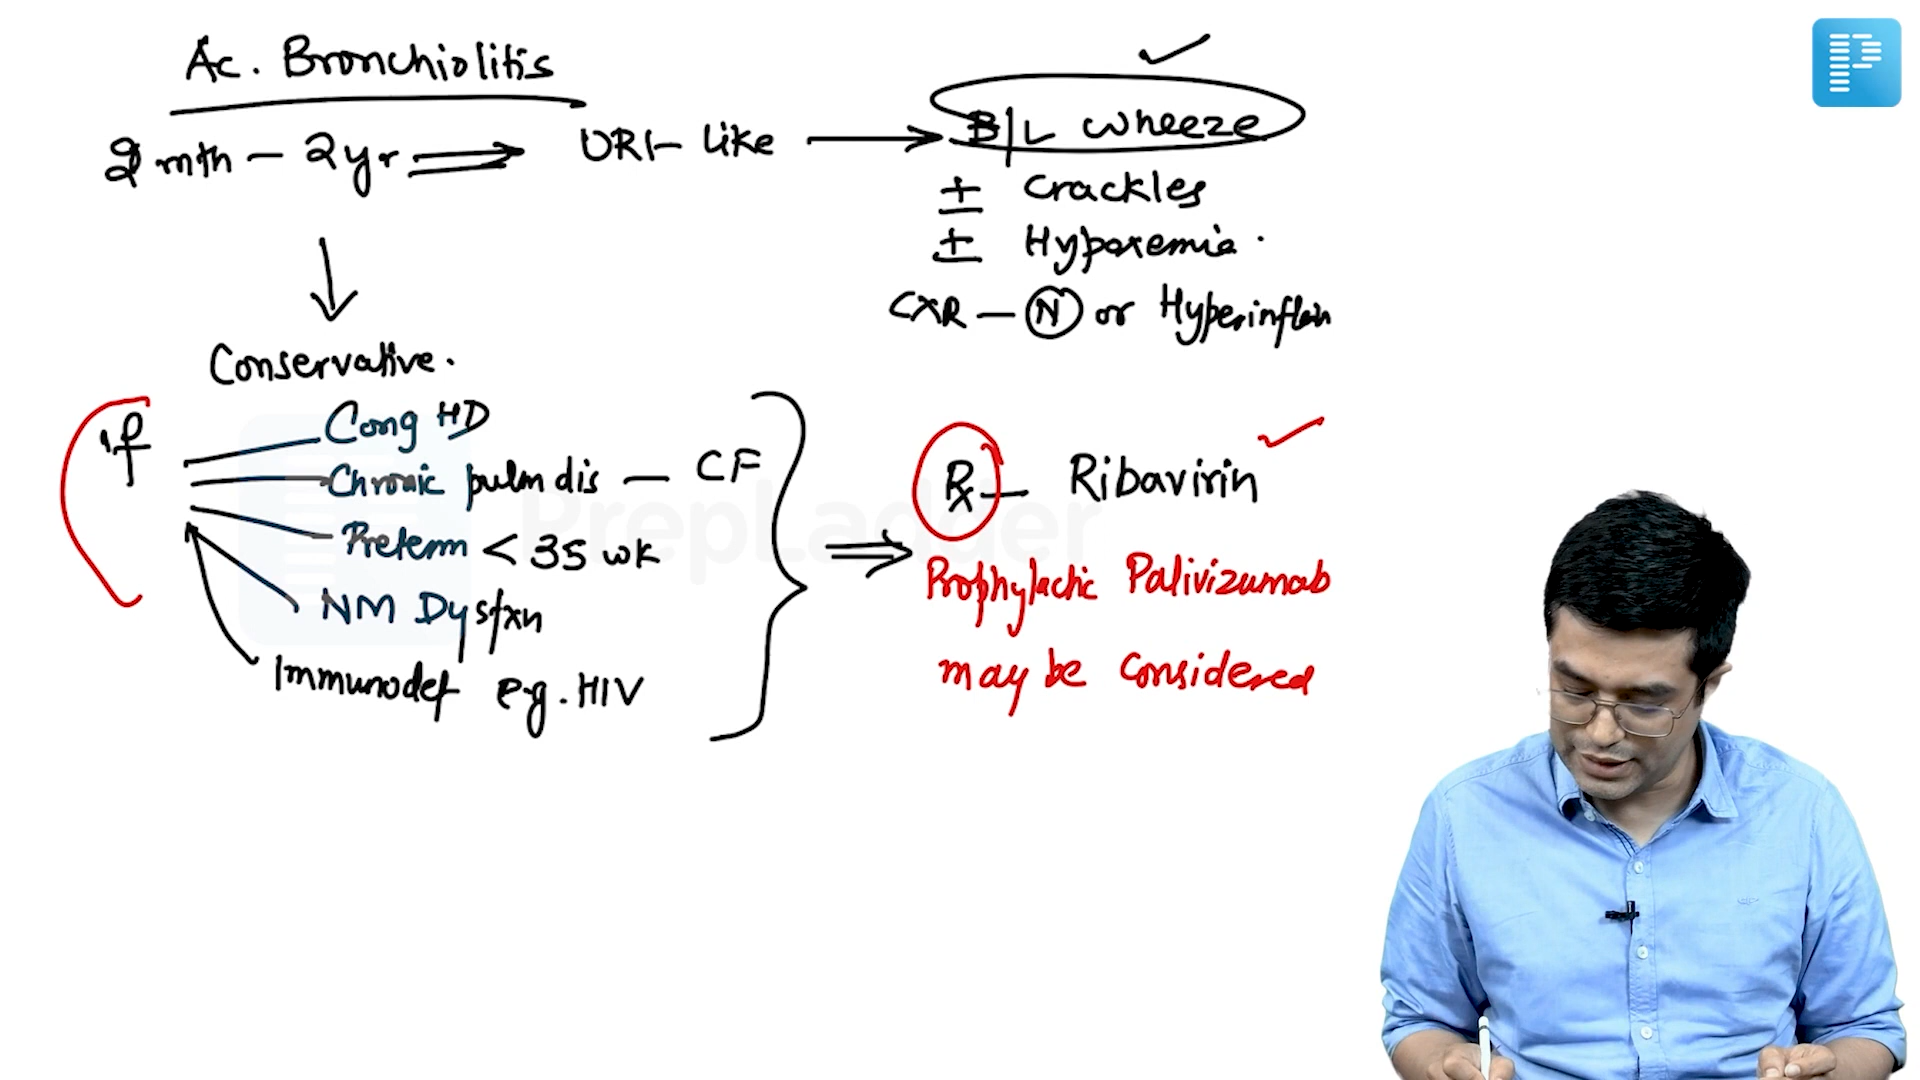 Ac. Bronchiolitis
2 mth – 2yr ⟹ URI- like ⟶ B|L wheeze
± Crackles
± Hypoxemia.
CXR – N or Hyperinflan
Conservative.
if
Cong HD
Chronic pulm dis – CF
Preterm < 35 wk
NM Dysfxn
Immunodef e.g. HIV
Rx – Ribavirin
Prophylactic Palivizumab
may be Considered
PrepLadder